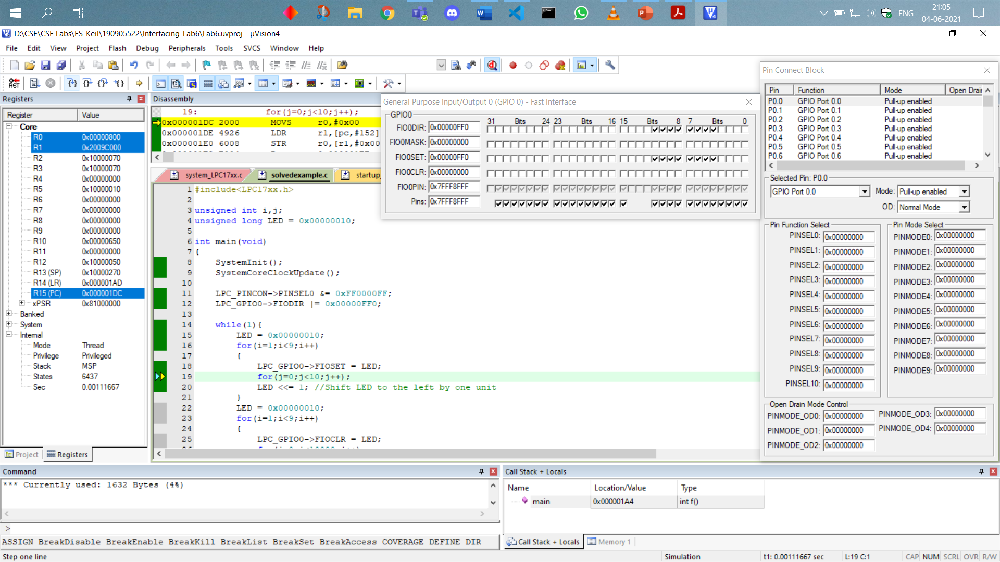 ENG
21:05
04-06-2021
D:\CSE\CSE Labs\ES_Keil\190905522\Interfacing_Lab6\Lab6.uvproj - µVision4
File Edit View Project Flash Debug Peripherals Tools SVCS Window Help
RST
Registers
Register Value
Core
R0 0x00000800
R1 0x2009C000
R2 0x10000070
R3 0x10000070
R4 0x00000000
R5 0x10000010
R6 0x00000000
R7 0x00000000
R8 0x00000000
R9 0x00000000
R10 0x00000650
R11 0x00000000
R12 0x10000050
R13 (SP) 0x10000270
R14 (LR) 0x000001AD
R15 (PC) 0x000001DC
xPSR 0x81000000
Banked
System
Internal
Mode Thread
Privilege Privileged
Stack MSP
States 6437
Sec 0.00111667
Project Registers
Disassembly
19: for(j=0;j<10;j++);
0x000001DC 2000 MOVS r0,#0x00
0x000001DE 4926 LDR r1,[pc,#152]
0x000001E0 6008 STR r0,[r1,#0x00
system_LPC17xx.c solvedexample.c startup_
1 #include<LPC17xx.h>
2
3 unsigned int i,j;
4 unsigned long LED = 0x00000010;
5
6 int main(void)
7 {
8 SystemInit();
9 SystemCoreClockUpdate();
10
11 LPC_PINCON->PINSEL0 &= 0xFF0000FF;
12 LPC_GPIO0->FIODIR |= 0x00000FF0;
13
14 while(1){
15 LED = 0x00000010;
16 for(i=1;i<9;i++)
17 {
18 LPC_GPIO0->FIOSET = LED;
19 for(j=0;j<10;j++);
20 LED <<= 1; //Shift LED to the left by one unit
21 }
22 LED = 0x00000010;
23 for(i=1;i<9;i++)
24 {
25 LPC_GPIO0->FIOCLR = LED;
General Purpose Input/Output 0 (GPIO 0) - Fast Interface
GPIO0
31 Bits 24 23 Bits 16 15 Bits 8 7 Bits 0
FIO0DIR: 0x00000FF0
FIO0MASK: 0x00000000
FIO0SET: 0x00000FF0
FIO0CLR: 0x00000000
FIO0PIN: 0x7FFF8FFF
Pins: 0x7FFF8FFF
Pin Connect Block
Pin Function Mode Open Drain
P0.0 GPIO Port 0.0 Pull-up enabled
P0.1 GPIO Port 0.1 Pull-up enabled
P0.2 GPIO Port 0.2 Pull-up enabled
P0.3 GPIO Port 0.3 Pull-up enabled
P0.4 GPIO Port 0.4 Pull-up enabled
P0.5 GPIO Port 0.5 Pull-up enabled
P0.6 GPIO Port 0.6 Pull-up enabled
Selected Pin: P0.0
GPIO Port 0.0 Mode: Pull-up enabled
OD: Normal Mode
Pin Function Select
PINSEL0: 0x00000000
PINSEL1: 0x00000000
PINSEL2: 0x00000000
PINSEL3: 0x00000000
PINSEL4: 0x00000000
PINSEL5: 0x00000000
PINSEL6: 0x00000000
PINSEL7: 0x00000000
PINSEL8: 0x00000000
PINSEL9: 0x00000000
PINSEL10: 0x00000000
Pin Mode Select
PINMODE0: 0x00000000
PINMODE1: 0x00000000
PINMODE2: 0x00000000
PINMODE3: 0x00000000
PINMODE4: 0x00000000
PINMODE5: 0x00000000
PINMODE6: 0x00000000
PINMODE7: 0x00000000
PINMODE8: 0x00000000
PINMODE9: 0x00000000
Open Drain Mode Control
PINMODE_OD0: 0x00000000 PINMODE_OD3: 0x00000000
PINMODE_OD1: 0x00000000 PINMODE_OD4: 0x00000000
PINMODE_OD2: 0x00000000
Command
*** Currently used: 1632 Bytes (4%)
>
ASSIGN BreakDisable BreakEnable BreakKill BreakList BreakSet BreakAccess COVERAGE DEFINE DIR
Call Stack + Locals
Name Location/Value Type
main 0x000001A4 int f()
Call Stack + Locals Memory 1
Step one line Simulation t1: 0.00111667 sec L:19 C:1 CAP NUM SCRL OVR R/W